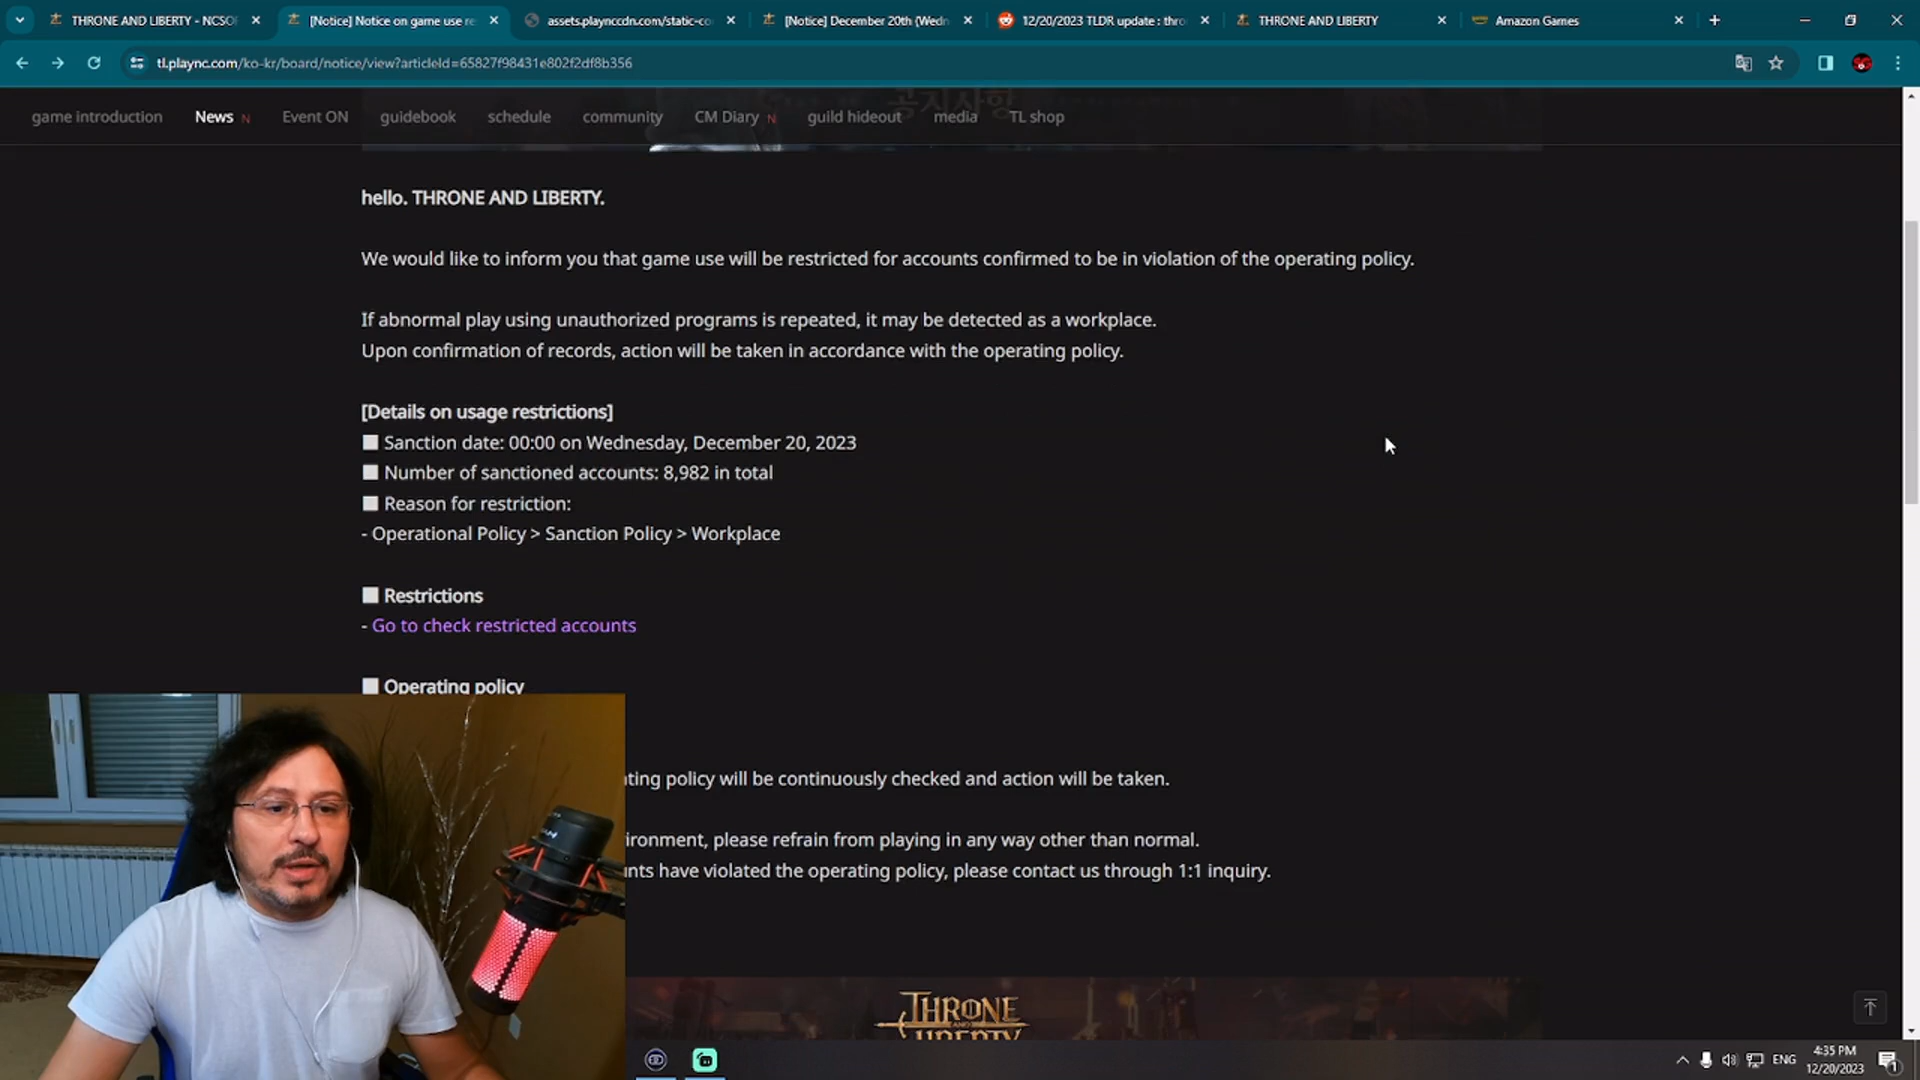 THRONE AND LIBERTY - NCSO
[Notice] Notice on game use re
assets.playnccdn.com/static-co
[Notice] December 20th (Wedn
12/20/2023 TLDR update : thro
THRONE AND LIBERTY
Amazon Games
tl.plaync.com/ko-kr/board/notice/view?articleId=65827f98431e802f2df8b356
공지사항
game introduction
News N
Event ON
guidebook
schedule
community
CM Diary N
guild hideout
media
TL shop
hello. THRONE AND LIBERTY.
We would like to inform you that game use will be restricted for accounts confirmed to be in violation of the operating policy.
If abnormal play using unauthorized programs is repeated, it may be detected as a workplace.
Upon confirmation of records, action will be taken in accordance with the operating policy.
[Details on usage restrictions]
Sanction date: 00:00 on Wednesday, December 20, 2023
Number of sanctioned accounts: 8,982 in total
Reason for restriction:
- Operational Policy > Sanction Policy > Workplace
Restrictions
- Go to check restricted accounts
Operating policy
ting policy will be continuously checked and action will be taken.
ironment, please refrain from playing in any way other than normal.
unts have violated the operating policy, please contact us through 1:1 inquiry.
THRONE
AND
LIBERTY
ENG
4:35 PM
12/20/2023
1